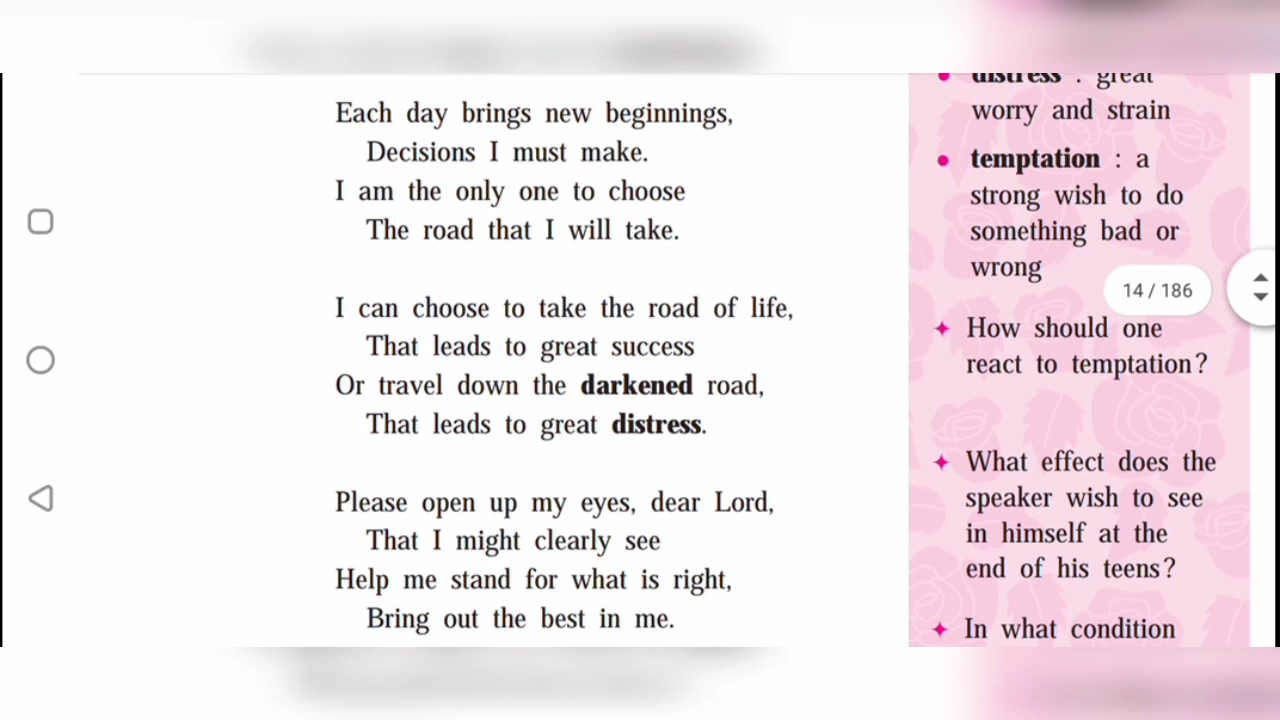 Each day brings new beginnings,
Decisions I must make.
I am the only one to choose
The road that I will take.
I can choose to take the road of life,
That leads to great success
Or travel down the darkened road,
That leads to great distress.
Please open up my eyes, dear Lord,
That I might clearly see
Help me stand for what is right,
Bring out the best in me.
• distress : great
worry and strain
• temptation : a
strong wish to do
something bad or
wrong
14 / 186
✦ How should one
react to temptation?
✦ What effect does the
speaker wish to see
in himself at the
end of his teens?
✦ In what condition